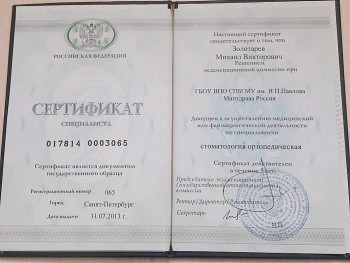 РОССИЙСКАЯ ФЕДЕРАЦИЯ
СЕРТИФИКАТ
СПЕЦИАЛИСТА
017814 0003065
Сертификат является документом
государственного образца
Регистрационный номер 065
Город Санкт-Петербург
Дата выдачи 31.07.2013 г.
Настоящий сертификат
свидетельствует о том, что
Золотарев
Михаил Викторович
Решением
экзаменационной комиссии при
ГБОУ ВПО СПбГМУ им. И.П.Павлова
Минздрава России
Допущен к осуществлению медицинской
или фармацевтической деятельности
по специальности
стоматология ортопедическая
Сертификат действителен
в течение 5 лет.
Председатель экзаменационной
комиссии
Ректор/Директор/Руководитель
Секретарь
М.П.